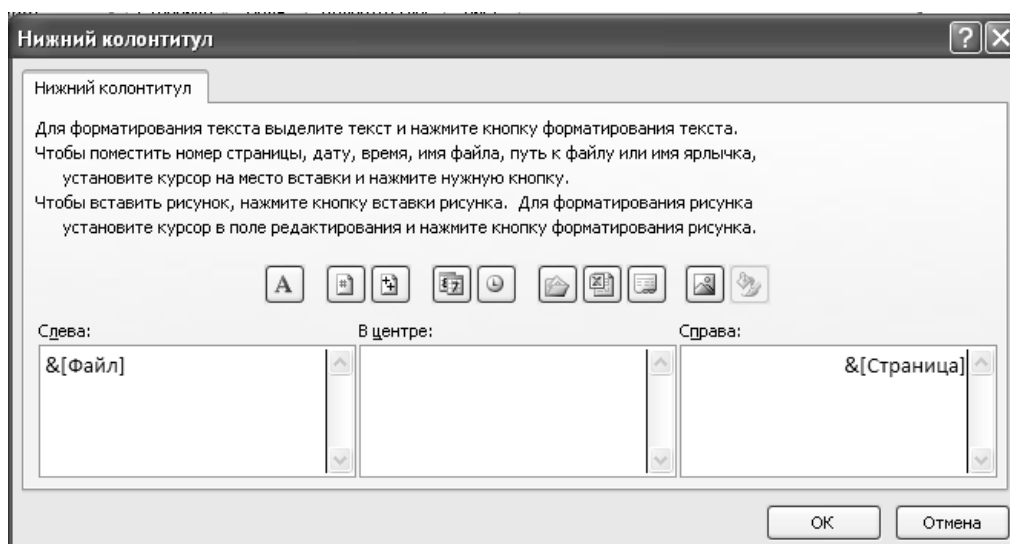 Нижний колонтитул
Нижний колонтитул
Для форматирования текста выделите текст и нажмите кнопку форматирования текста.
Чтобы поместить номер страницы, дату, время, имя файла, путь к файлу или имя ярлычка,
установите курсор на место вставки и нажмите нужную кнопку.
Чтобы вставить рисунок, нажмите кнопку вставки рисунка. Для форматирования рисунка
установите курсор в поле редактирования и нажмите кнопку форматирования рисунка.
Слева: В центре: Справа:
&[Файл] &[Страница]
ОК Отмена